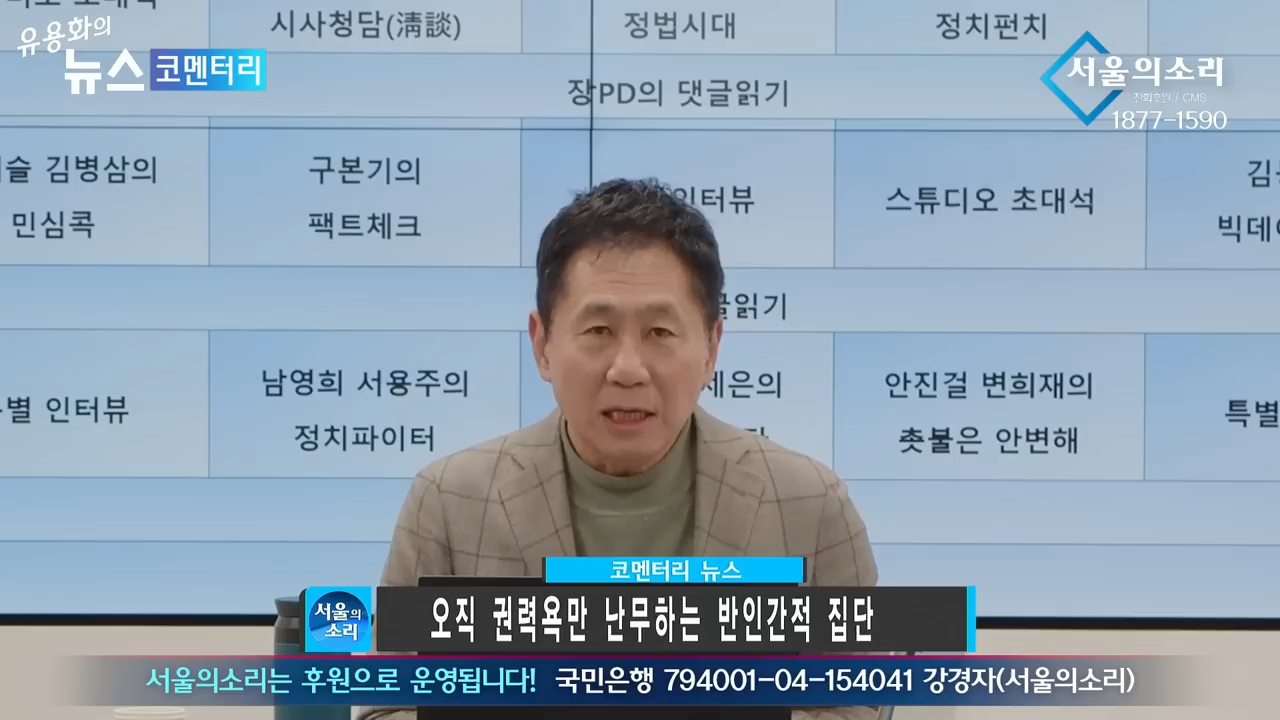 유용화의
뉴스 코멘터리
시사청담(淸談)
정법시대
정치펀치
서울의소리
전화후원 / CMS
1877-1590
장PD의 댓글읽기
김병삼의
민심콕
구본기의
팩트체크
인터뷰
스튜디오 초대석
인터뷰
남영희 서용주의
정치파이터
안진걸 변희재의
촛불은 안변해
특별
코멘터리 뉴스
서울의
소리
오직 권력욕만 난무하는 반인간적 집단
서울의소리는 후원으로 운영됩니다! 국민은행 794001-04-154041 강경자(서울의소리)